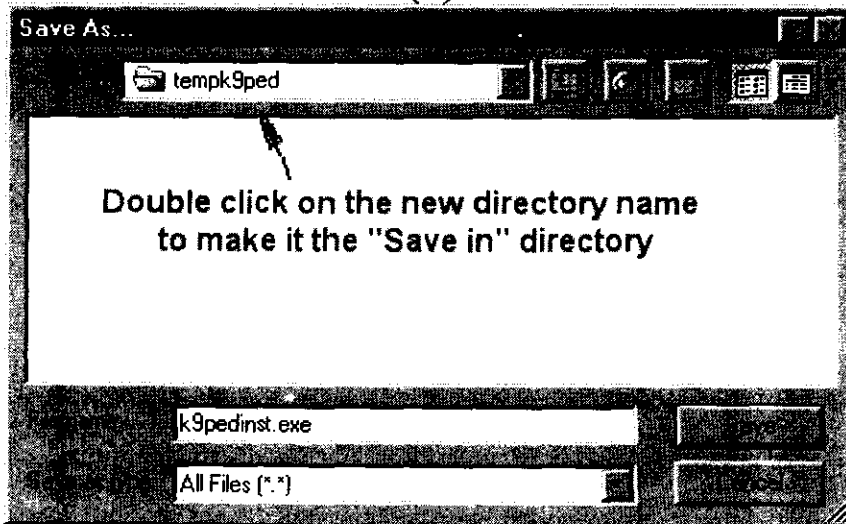 Save As...
tempk9ped
Double click on the new directory name
to make it the "Save in" directory
k9pedinst.exe
All Files (*.*)